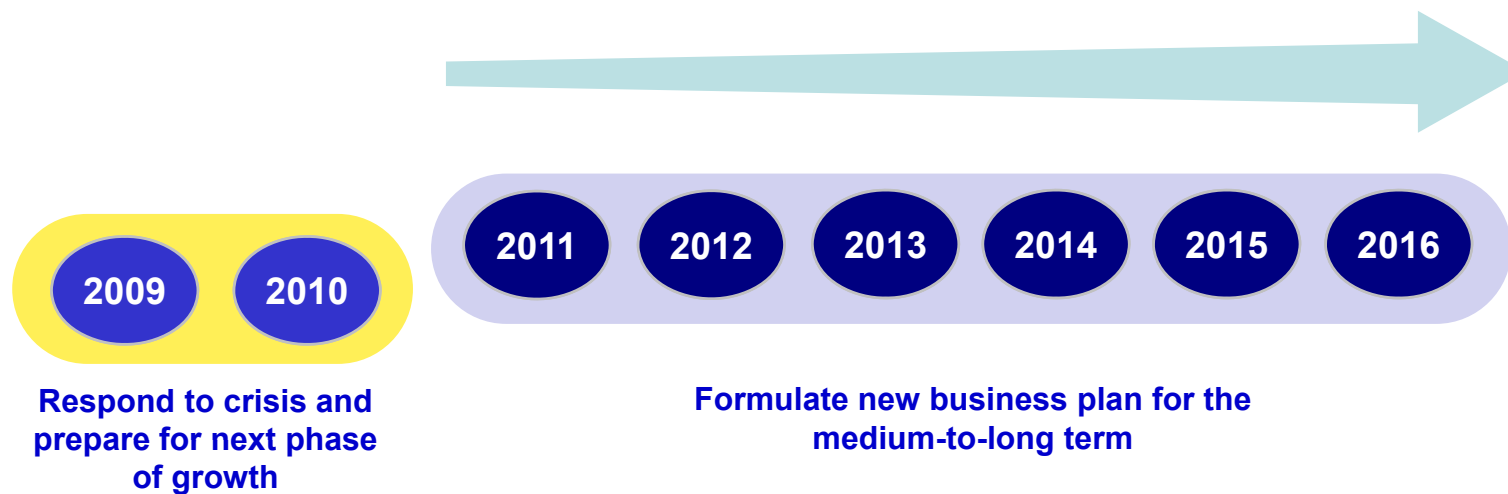 2009
2010
Respond to crisis and
prepare for next phase
of growth
2011
2012
2013
2014
2015
2016
Formulate new business plan for the
medium-to-long term